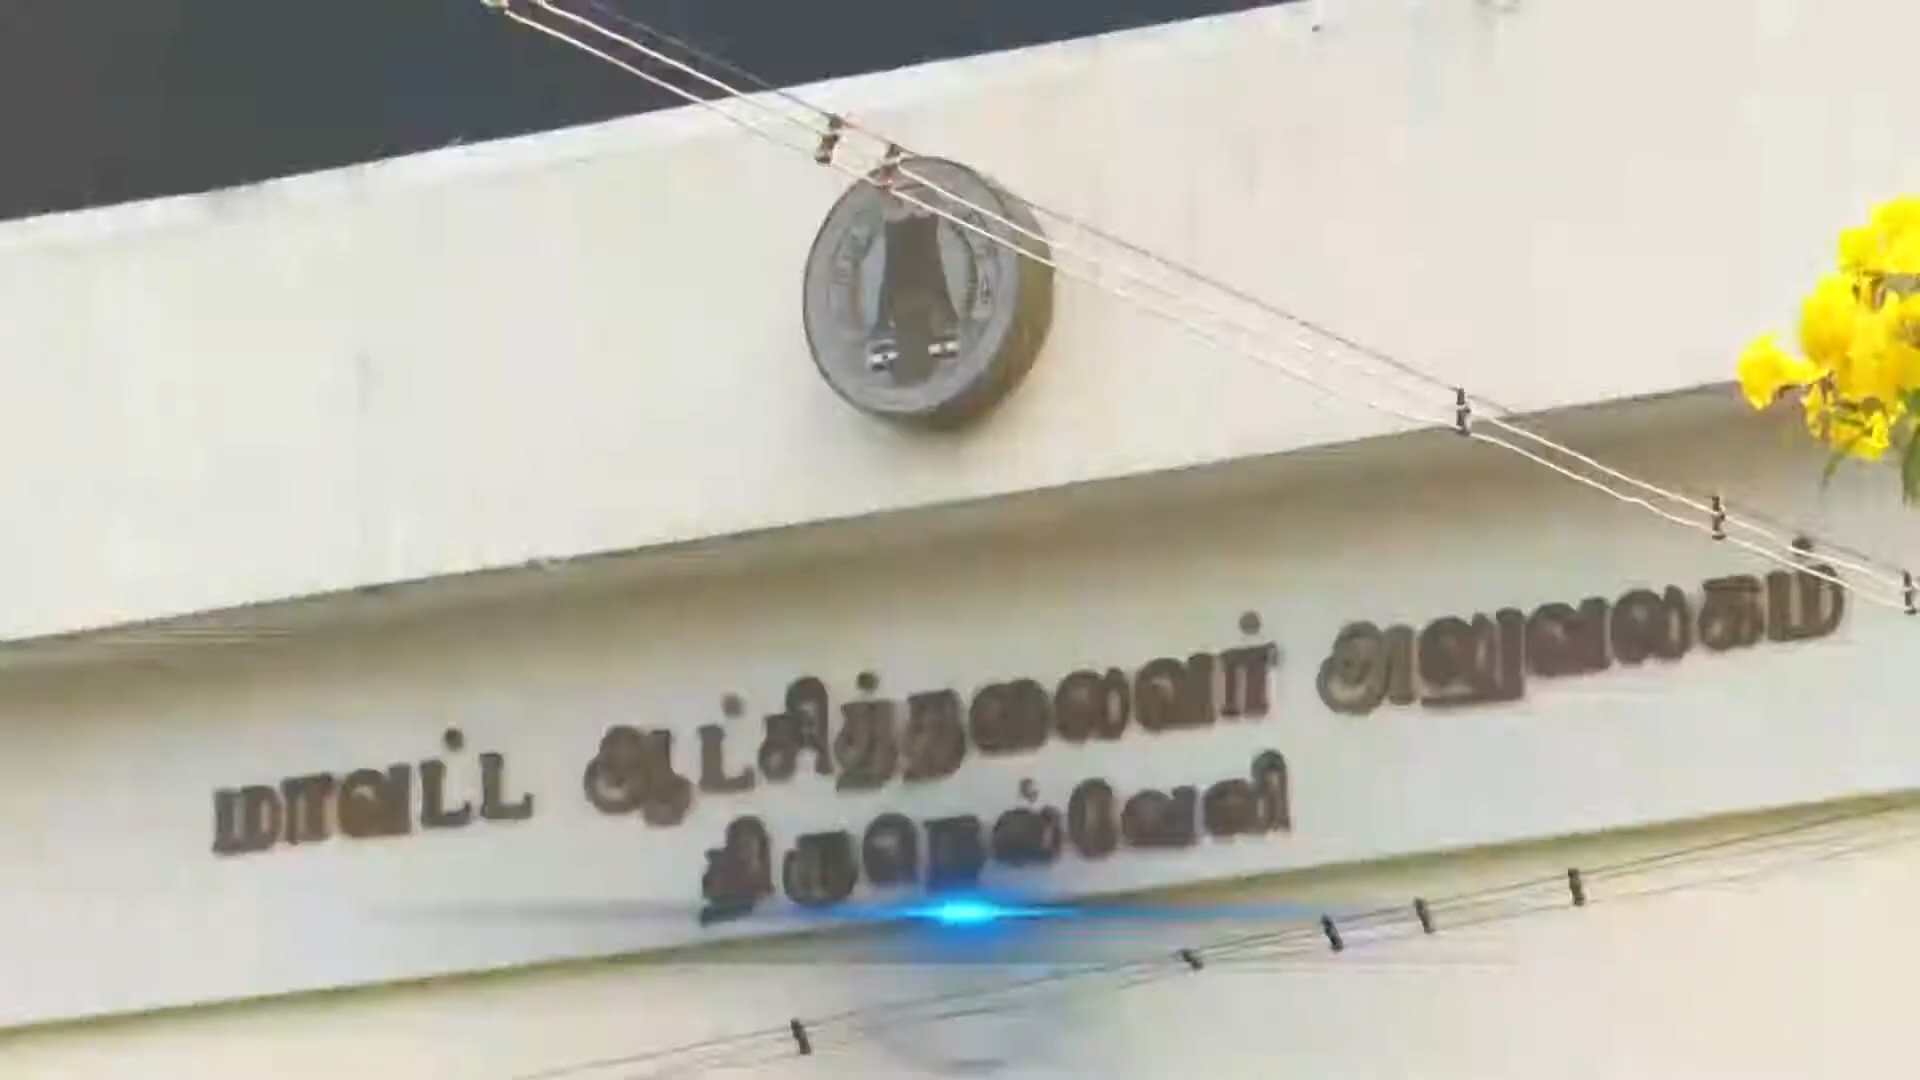 மாவட்ட ஆட்சித்தலைவர் அலுவலகம்
திருநெல்வேலி